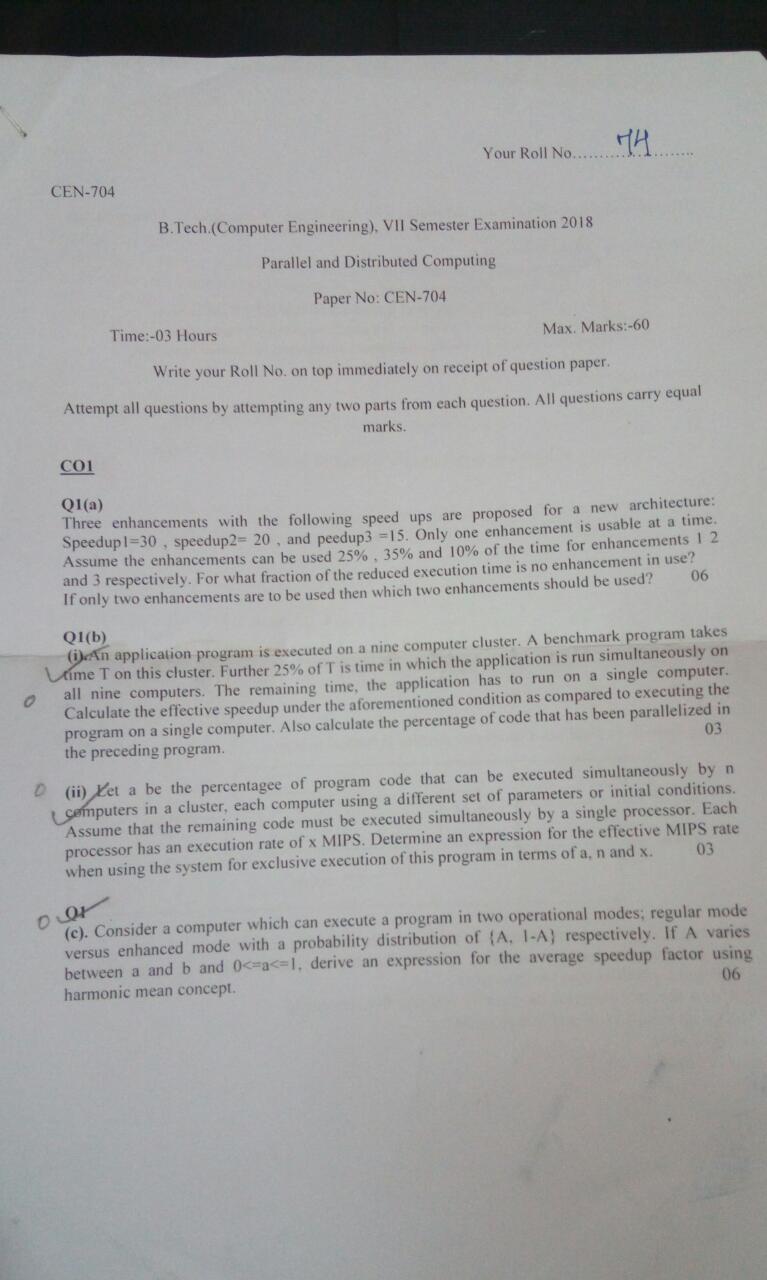 Your Roll No.................... 74
CEN-704
B.Tech.(Computer Engineering), VII Semester Examination 2018
Parallel and Distributed Computing
Paper No: CEN-704
Time:-03 Hours Max. Marks:-60
Write your Roll No. on top immediately on receipt of question paper.
Attempt all questions by attempting any two parts from each question. All questions carry equal
marks.
CO1
Q1(a)
Three enhancements with the following speed ups are proposed for a new architecture:
Speedup1=30 , speedup2= 20 , and peedup3 =15. Only one enhancement is usable at a time.
Assume the enhancements can be used 25% , 35% and 10% of the time for enhancements 1 2
and 3 respectively. For what fraction of the reduced execution time is no enhancement in use?
If only two enhancements are to be used then which two enhancements should be used? 06
Q1(b)
(i).An application program is executed on a nine computer cluster. A benchmark program takes
time T on this cluster. Further 25% of T is time in which the application is run simultaneously on
all nine computers. The remaining time, the application has to run on a single computer.
Calculate the effective speedup under the aforementioned condition as compared to executing the
program on a single computer. Also calculate the percentage of code that has been parallelized in
the preceding program. 03
(ii) Let a be the percentagee of program code that can be executed simultaneously by n
computers in a cluster, each computer using a different set of parameters or initial conditions.
Assume that the remaining code must be executed simultaneously by a single processor. Each
processor has an execution rate of x MIPS. Determine an expression for the effective MIPS rate
when using the system for exclusive execution of this program in terms of a, n and x. 03
Q1
(c). Consider a computer which can execute a program in two operational modes; regular mode
versus enhanced mode with a probability distribution of {A, 1-A} respectively. If A varies
between a and b and 0<=a<=1, derive an expression for the average speedup factor using
harmonic mean concept. 06